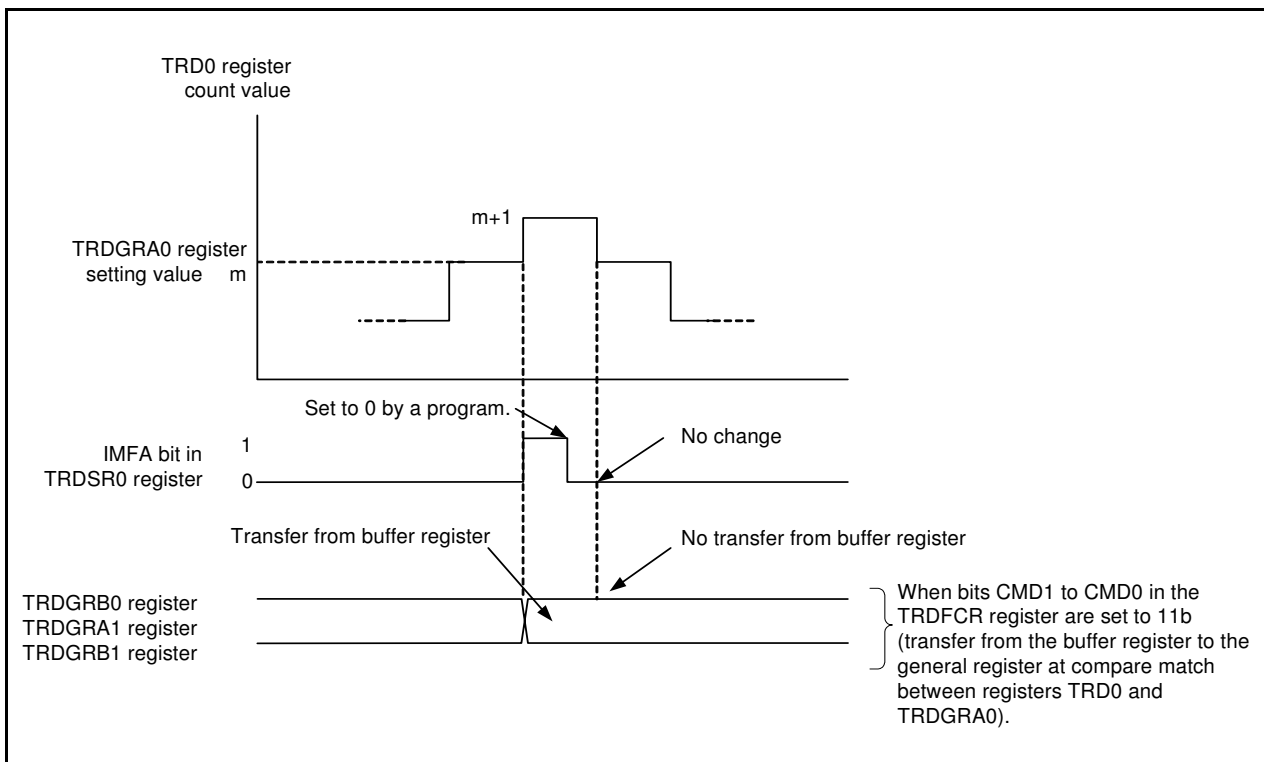 TRD0 register
count value
m+1
TRDGRA0 register
setting value m
Set to 0 by a program.
No change
IMFA bit in
TRDSR0 register
1
0
Transfer from buffer register
No transfer from buffer register
TRDGRB0 register
TRDGRA1 register
TRDGRB1 register
When bits CMD1 to CMD0 in the
TRDFCR register are set to 11b
(transfer from the buffer register to the
general register at compare match
between registers TRD0 and
TRDGRA0).